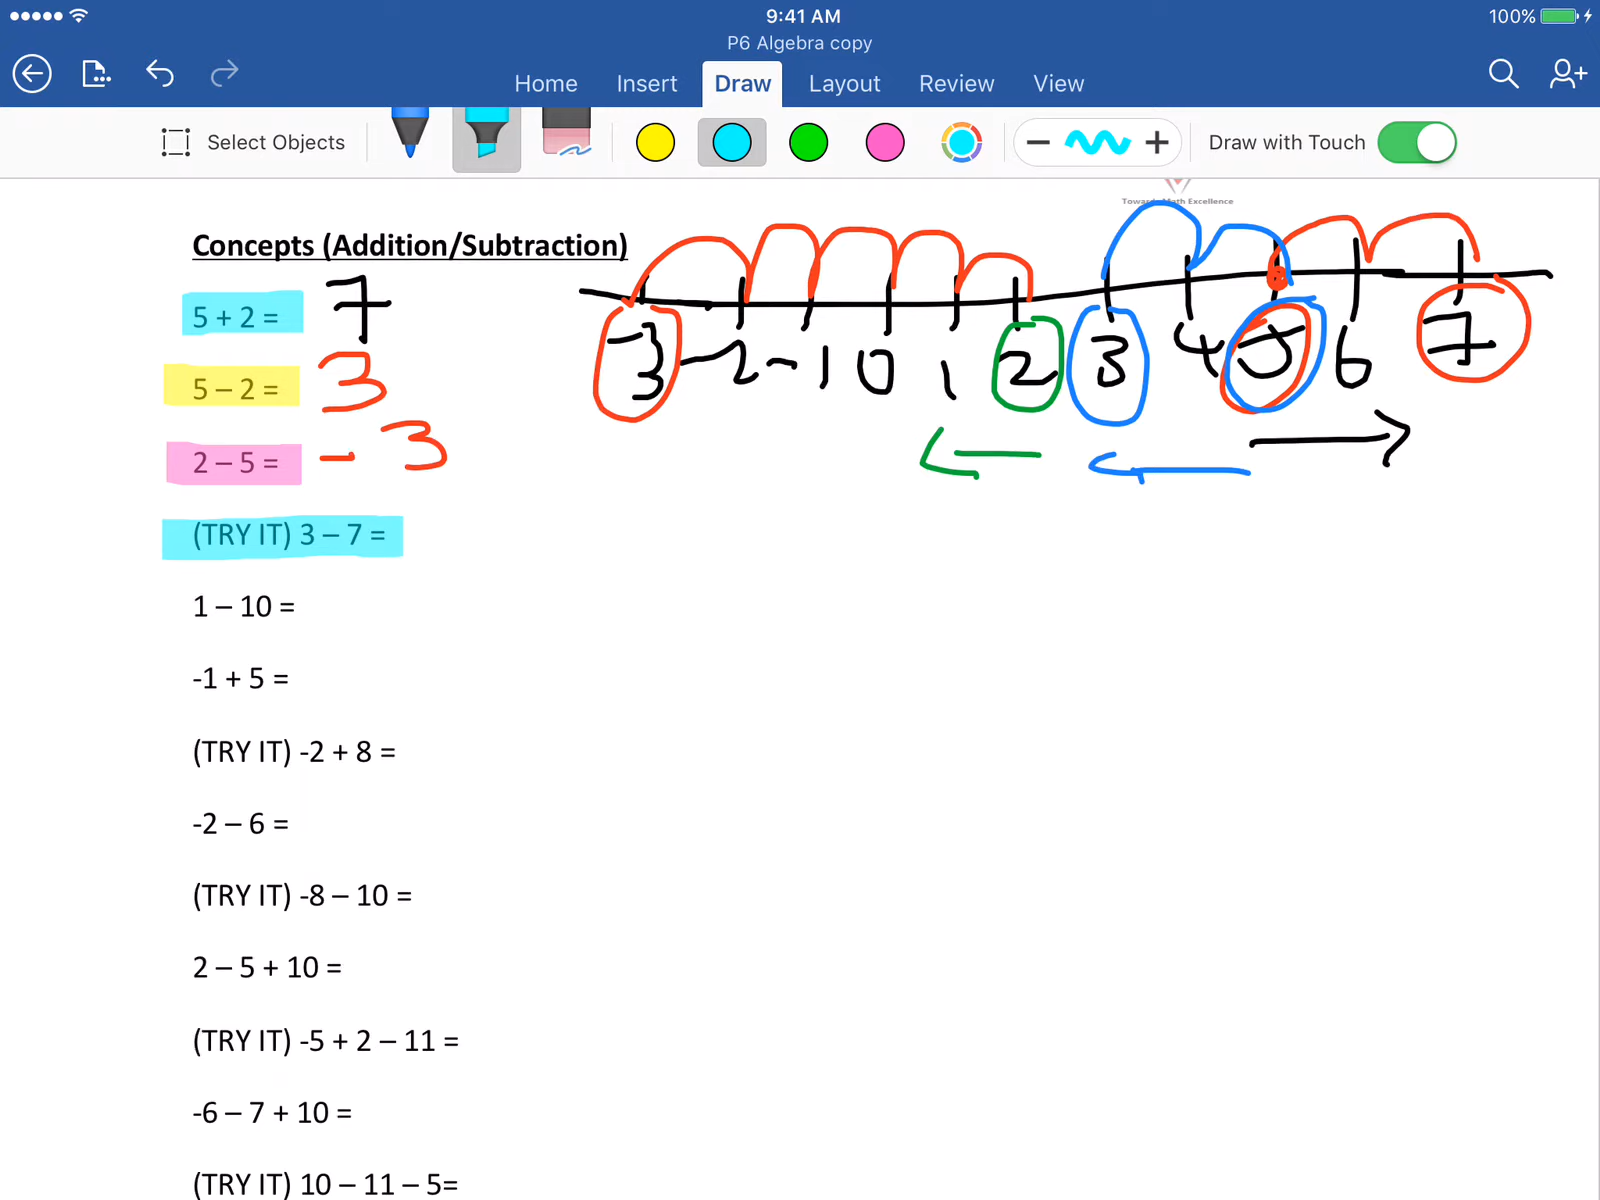 9:41 AM
100%
P6 Algebra copy
Home Insert Draw Layout Review View
Select Objects
Draw with Touch
Towards Math Excellence
Concepts (Addition/Subtraction)
5 + 2 = 7
-3 -2 -1 0 1 2 3 4 5 6 7
5 – 2 = 3
2 – 5 = - 3
(TRY IT) 3 – 7 =
1 – 10 =
-1 + 5 =
(TRY IT) -2 + 8 =
-2 – 6 =
(TRY IT) -8 – 10 =
2 – 5 + 10 =
(TRY IT) -5 + 2 – 11 =
-6 – 7 + 10 =
(TRY IT) 10 – 11 – 5=